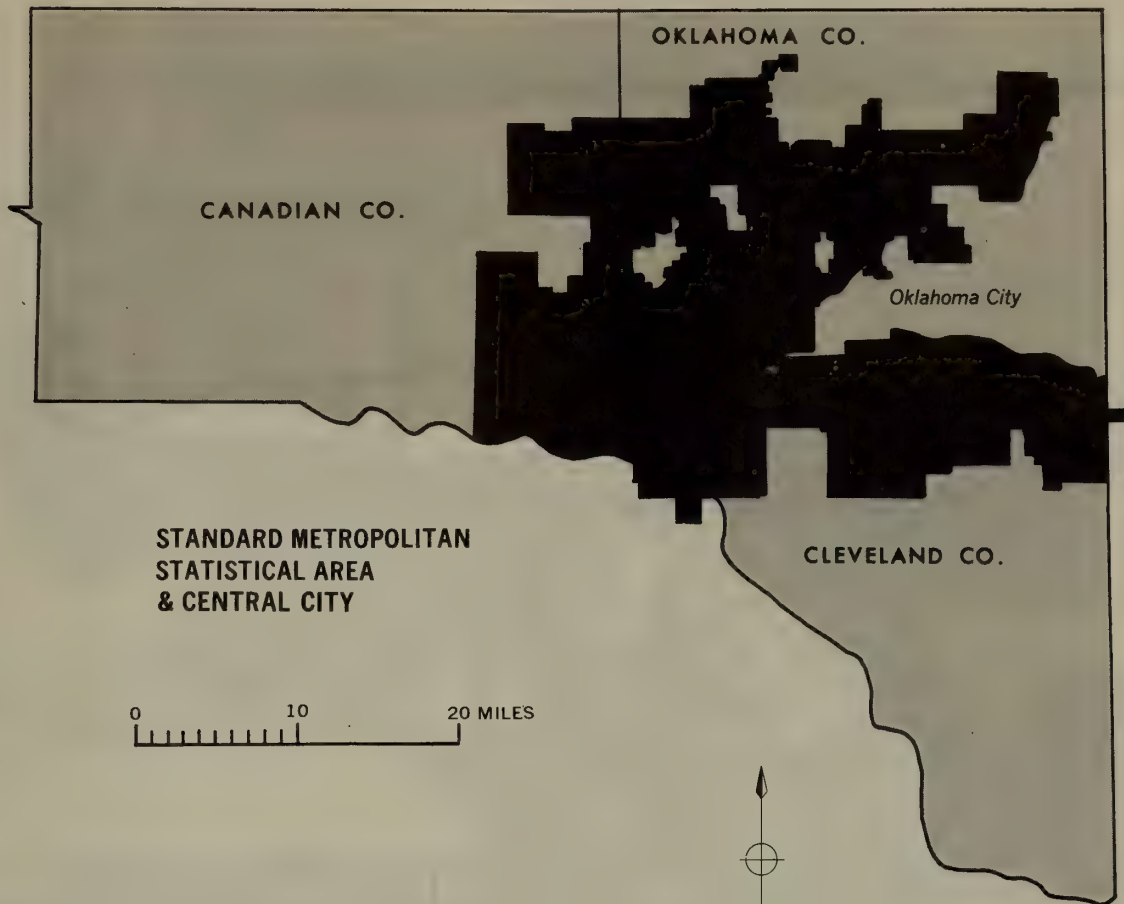 OKLAHOMA CO.
CANADIAN CO.
Oklahoma City
STANDARD METROPOLITAN
STATISTICAL AREA
& CENTRAL CITY
CLEVELAND CO.
0 10 20 MILES